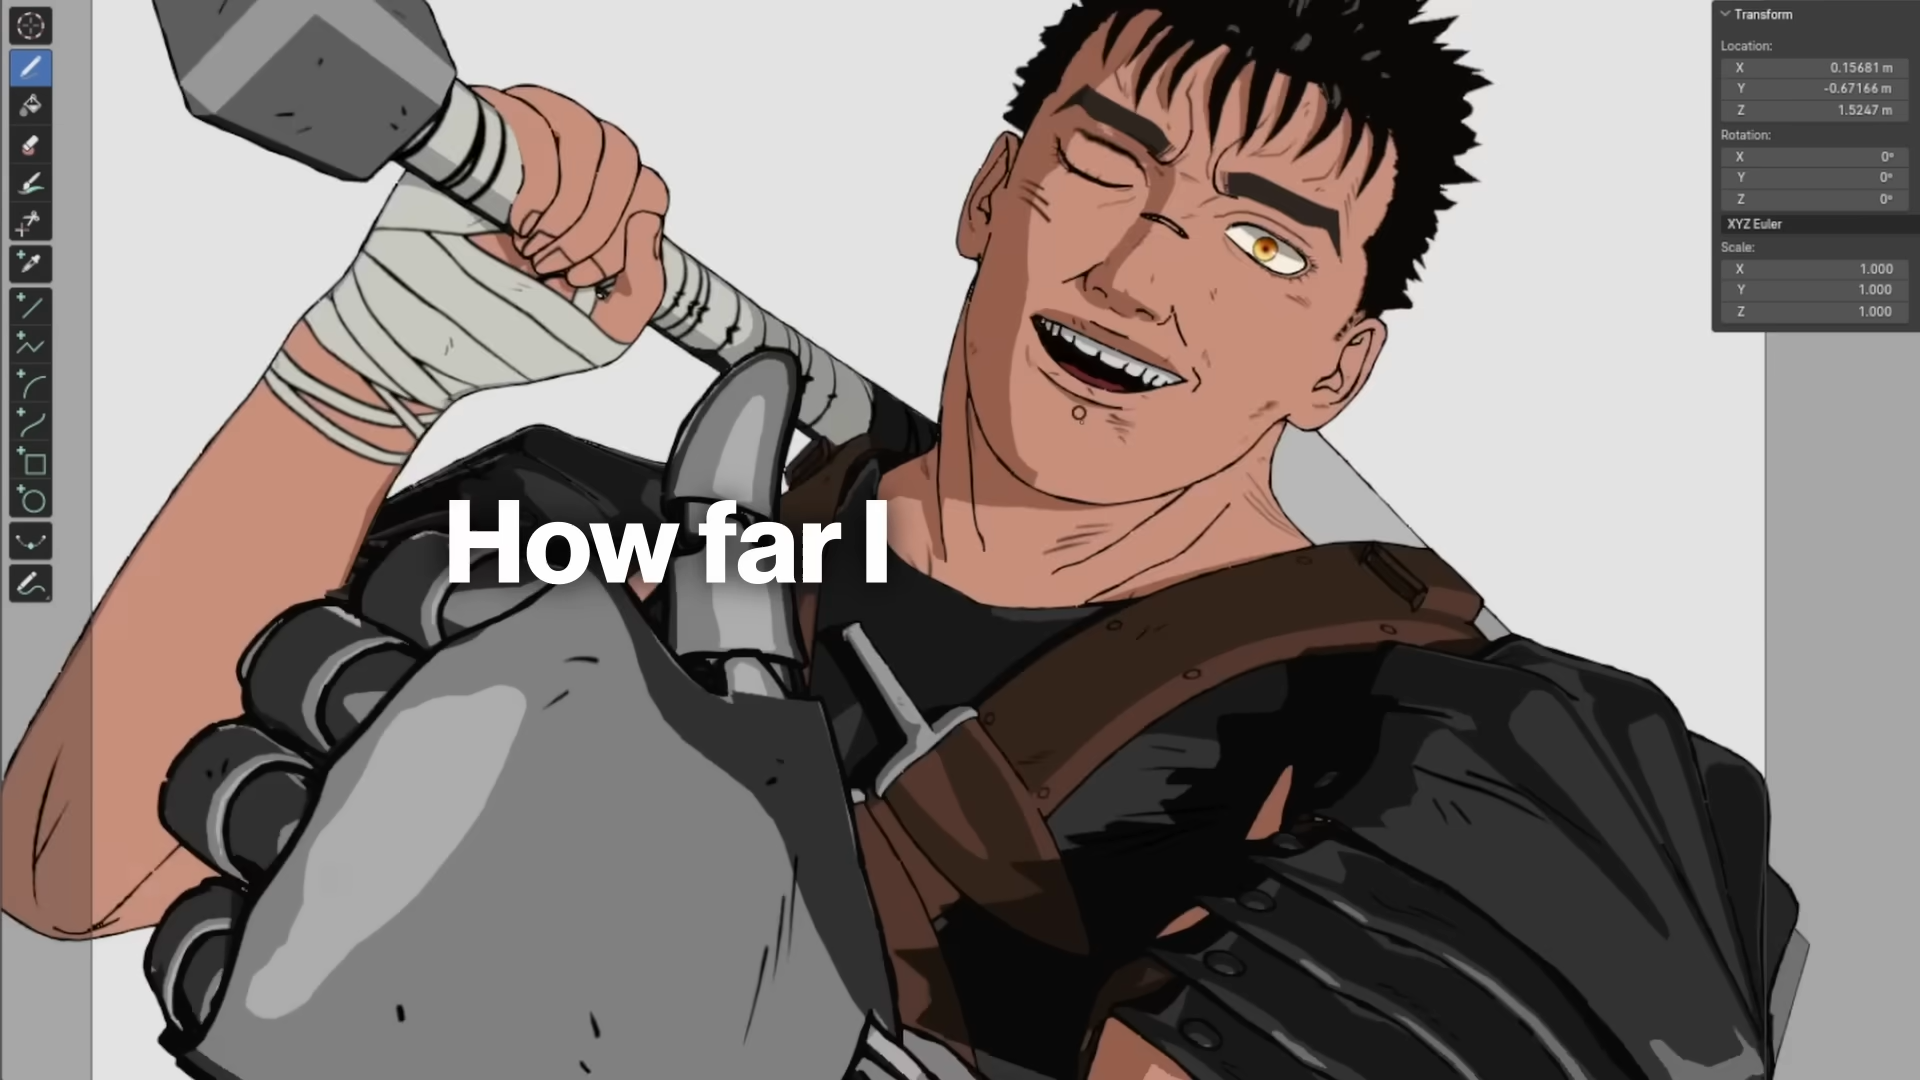 Transform
Location:
X 0.15681 m
Y -0.67166 m
Z 1.5247 m
Rotation:
X 0°
Y 0°
Z 0°
XYZ Euler
Scale:
X 1.000
Y 1.000
Z 1.000
How far I